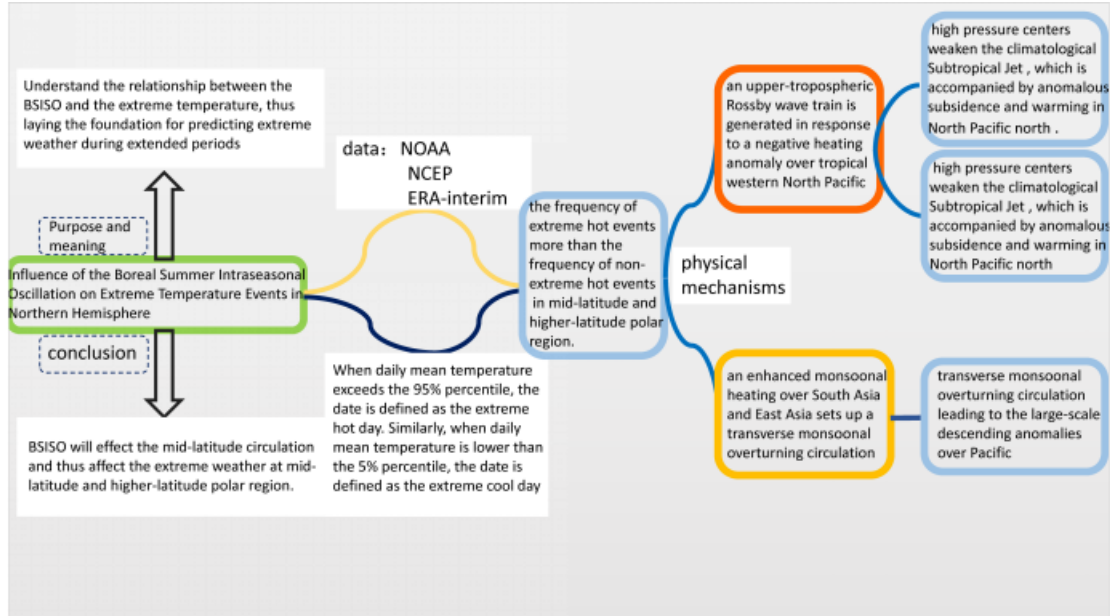 Understand the relationship between the
BSISO and the extreme temperature, thus
laying the foundation for predicting extreme
weather during extended periods
Purpose and
meaning
Influence of the Boreal Summer Intraseasonal
Oscillation on Extreme Temperature Events in
Northern Hemisphere
conclusion
BSISO will effect the mid-latitude circulation
and thus affect the extreme weather at mid-
latitude and higher-latitude polar region.
data: NOAA
NCEP
ERA-interim
When daily mean temperature
exceeds the 95% percentile, the
date is defined as the extreme
hot day. Similarly, when daily
mean temperature is lower than
the 5% percentile, the date is
defined as the extreme cool day
the frequency of
extreme hot events
more than the
frequency of non-
extreme hot events
in mid-latitude and
higher-latitude polar
region.
physical
mechanisms
an upper-tropospheric
Rossby wave train is
generated in response
to a negative heating
anomaly over tropical
western North Pacific
high pressure centers
weaken the climatological
Subtropical Jet , which is
accompanied by anomalous
subsidence and warming in
North Pacific north .
high pressure centers
weaken the climatological
Subtropical Jet , which is
accompanied by anomalous
subsidence and warming in
North Pacific north
an enhanced monsoonal
heating over South Asia
and East Asia sets up a
transverse monsoonal
overturning circulation
transverse monsoonal
overturning circulation
leading to the large-scale
descending anomalies
over Pacific